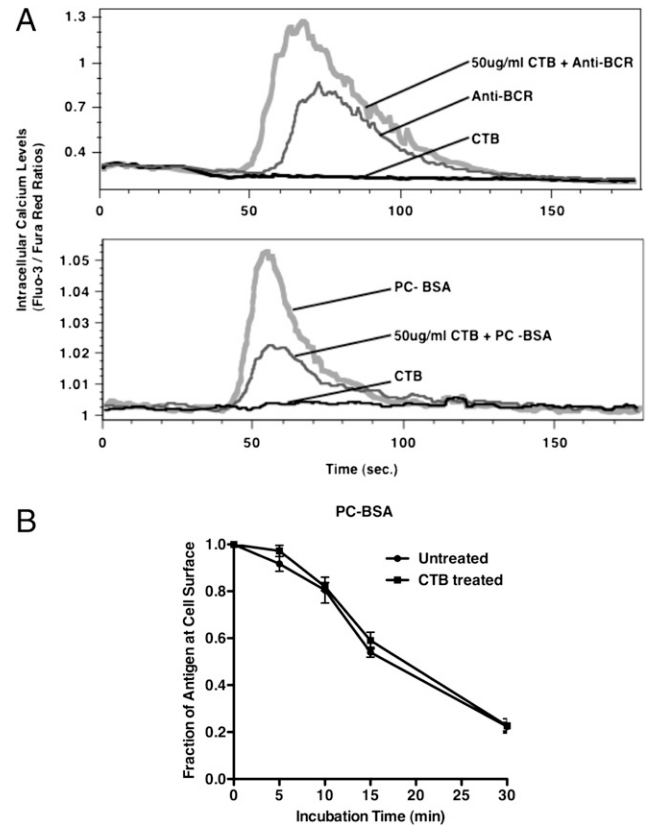 A
1.3
1
0.7
0.4
50ug/ml CTB + Anti-BCR
Anti-BCR
CTB
0 50 100 150
Intracellular Calcium Levels
(Fluo-3 / Fura Red Ratios)
1.05
1.04
1.03
1.02
1.01
1
PC- BSA
50ug/ml CTB + PC -BSA
CTB
0 50 100 150
Time (sec.)
B
PC-BSA
Fraction of Antigen at Cell Surface
1.0
0.8
0.6
0.4
0.2
0.0
Untreated
CTB treated
0 5 10 15 20 25 30
Incubation Time (min)